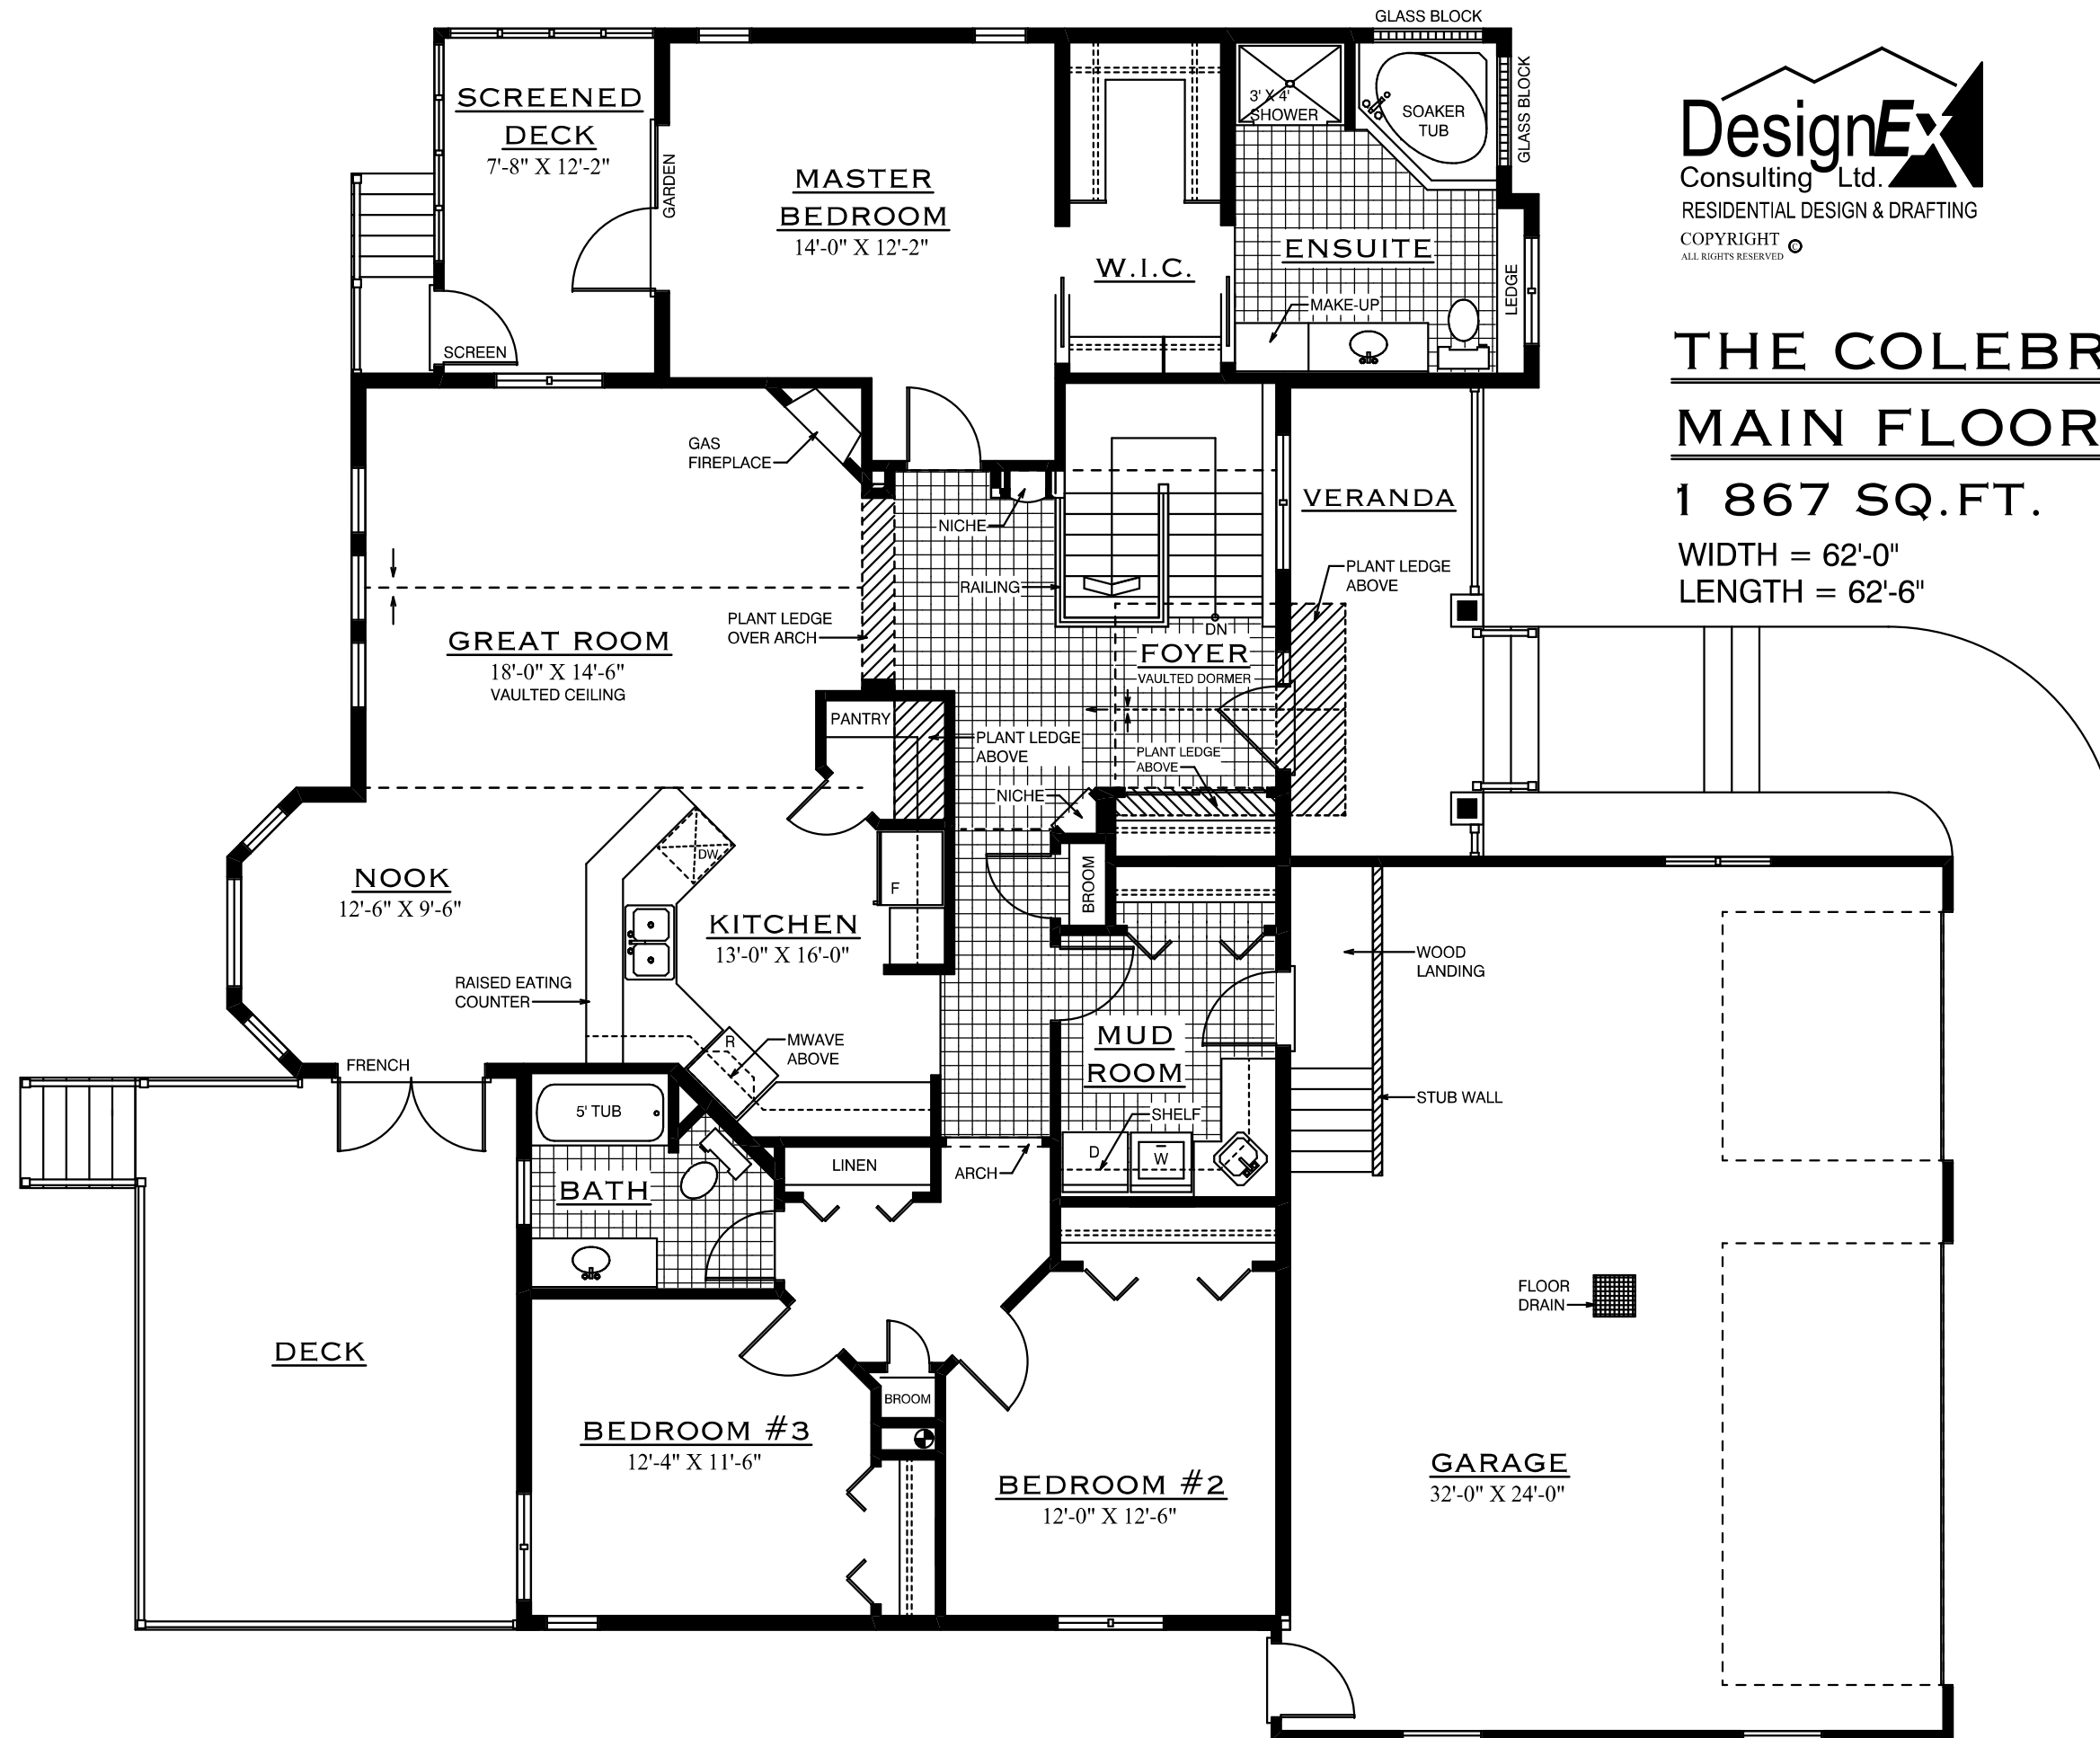 GLASS BLOCK
GLASS BLOCK
SCREENED
DECK
7'-8" X 12'-2"
GARDEN
SCREEN
MASTER
BEDROOM
14'-0" X 12'-2"
W.I.C.
3' X 4'
SHOWER
SOAKER
TUB
ENSUITE
MAKE-UP
LEDGE
DesignEX
Consulting Ltd.
RESIDENTIAL DESIGN & DRAFTING
COPYRIGHT ©
ALL RIGHTS RESERVED
THE COLEBR
MAIN FLOOR
1 867 SQ.FT.
WIDTH = 62'-0"
LENGTH = 62'-6"
GAS
FIREPLACE
NICHE
RAILING
VERANDA
PLANT LEDGE
ABOVE
PLANT LEDGE
OVER ARCH
GREAT ROOM
18'-0" X 14'-6"
VAULTED CEILING
DN
FOYER
VAULTED DORMER
PANTRY
PLANT LEDGE
ABOVE
PLANT LEDGE
ABOVE
NICHE
NOOK
12'-6" X 9'-6"
DW
F
BROOM
KITCHEN
13'-0" X 16'-0"
RAISED EATING
COUNTER
WOOD
LANDING
R
MWAVE
ABOVE
MUD
ROOM
FRENCH
5' TUB
SHELF
STUB WALL
D
W
BATH
LINEN
ARCH
FLOOR
DRAIN
DECK
BROOM
BEDROOM #3
12'-4" X 11'-6"
BEDROOM #2
12'-0" X 12'-6"
GARAGE
32'-0" X 24'-0"